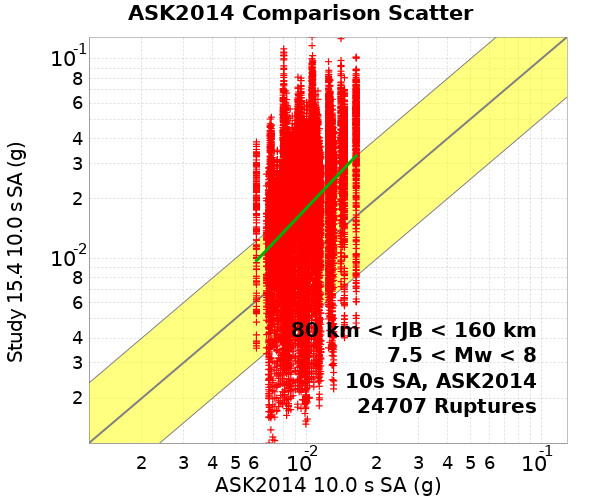 ASK2014 Comparison Scatter
Study 15.4 10.0 s SA (g)
10⁻¹
8
6
4
3
2
10⁻²
8
6
4
3
2
80 km < rJB < 160 km
7.5 < Mw < 8
10s SA, ASK2014
24707 Ruptures
2 3 4 5 6 10⁻² 2 3 4 5 6 10⁻¹
ASK2014 10.0 s SA (g)